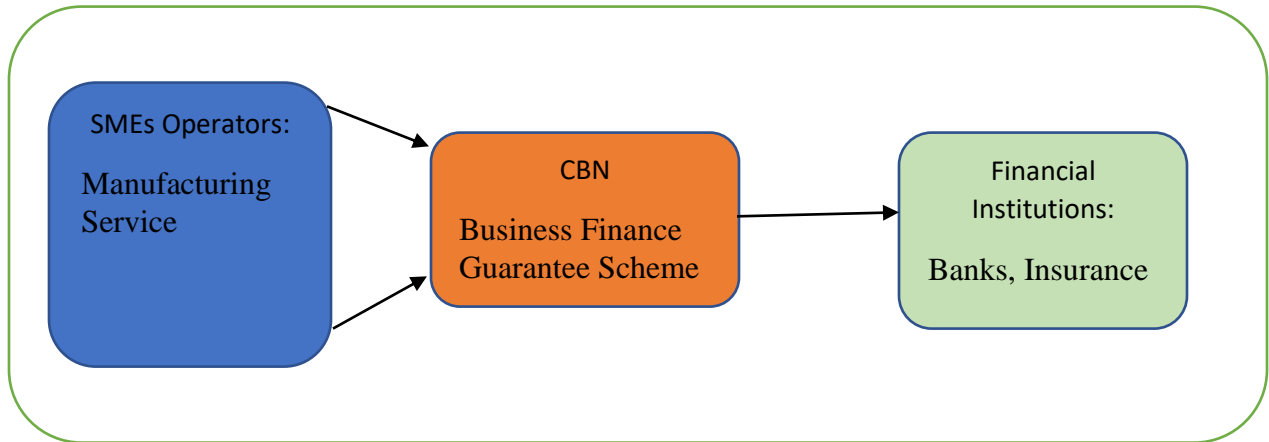 SMEs Operators:
Manufacturing
Service
CBN
Business Finance
Guarantee Scheme
Financial
Institutions:
Banks, Insurance